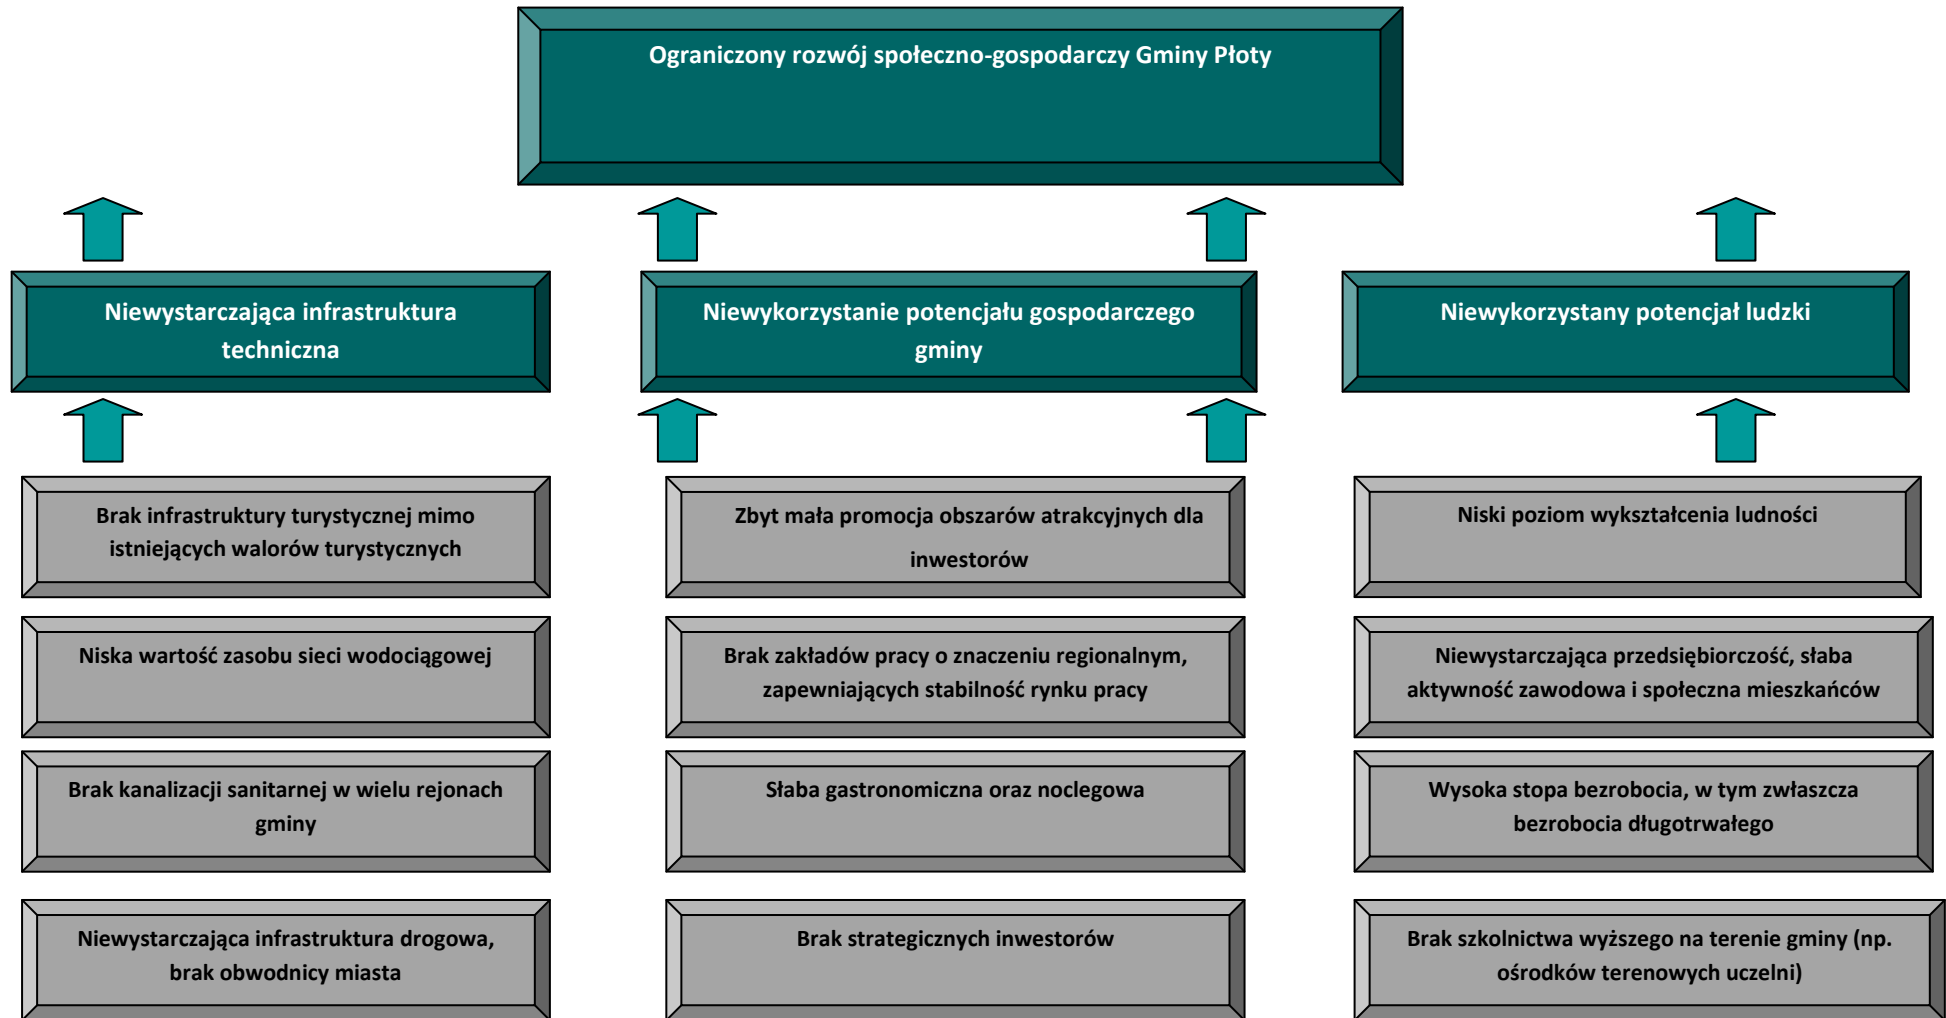 Ograniczony rozwój społeczno-gospodarczy Gminy Płoty
Niewystarczająca infrastruktura
techniczna
Niewykorzystanie potencjału gospodarczego
gminy
Niewykorzystany potencjał ludzki
Brak infrastruktury turystycznej mimo
istniejących walorów turystycznych
Zbyt mała promocja obszarów atrakcyjnych dla
inwestorów
Niski poziom wykształcenia ludności
Niska wartość zasobu sieci wodociągowej
Brak zakładów pracy o znaczeniu regionalnym,
zapewniających stabilność rynku pracy
Niewystarczająca przedsiębiorczość, słaba
aktywność zawodowa i społeczna mieszkańców
Brak kanalizacji sanitarnej w wielu rejonach
gminy
Słaba gastronomiczna oraz noclegowa
Wysoka stopa bezrobocia, w tym zwłaszcza
bezrobocia długotrwałego
Niewystarczająca infrastruktura drogowa,
brak obwodnicy miasta
Brak strategicznych inwestorów
Brak szkolnictwa wyższego na terenie gminy (np.
ośrodków terenowych uczelni)